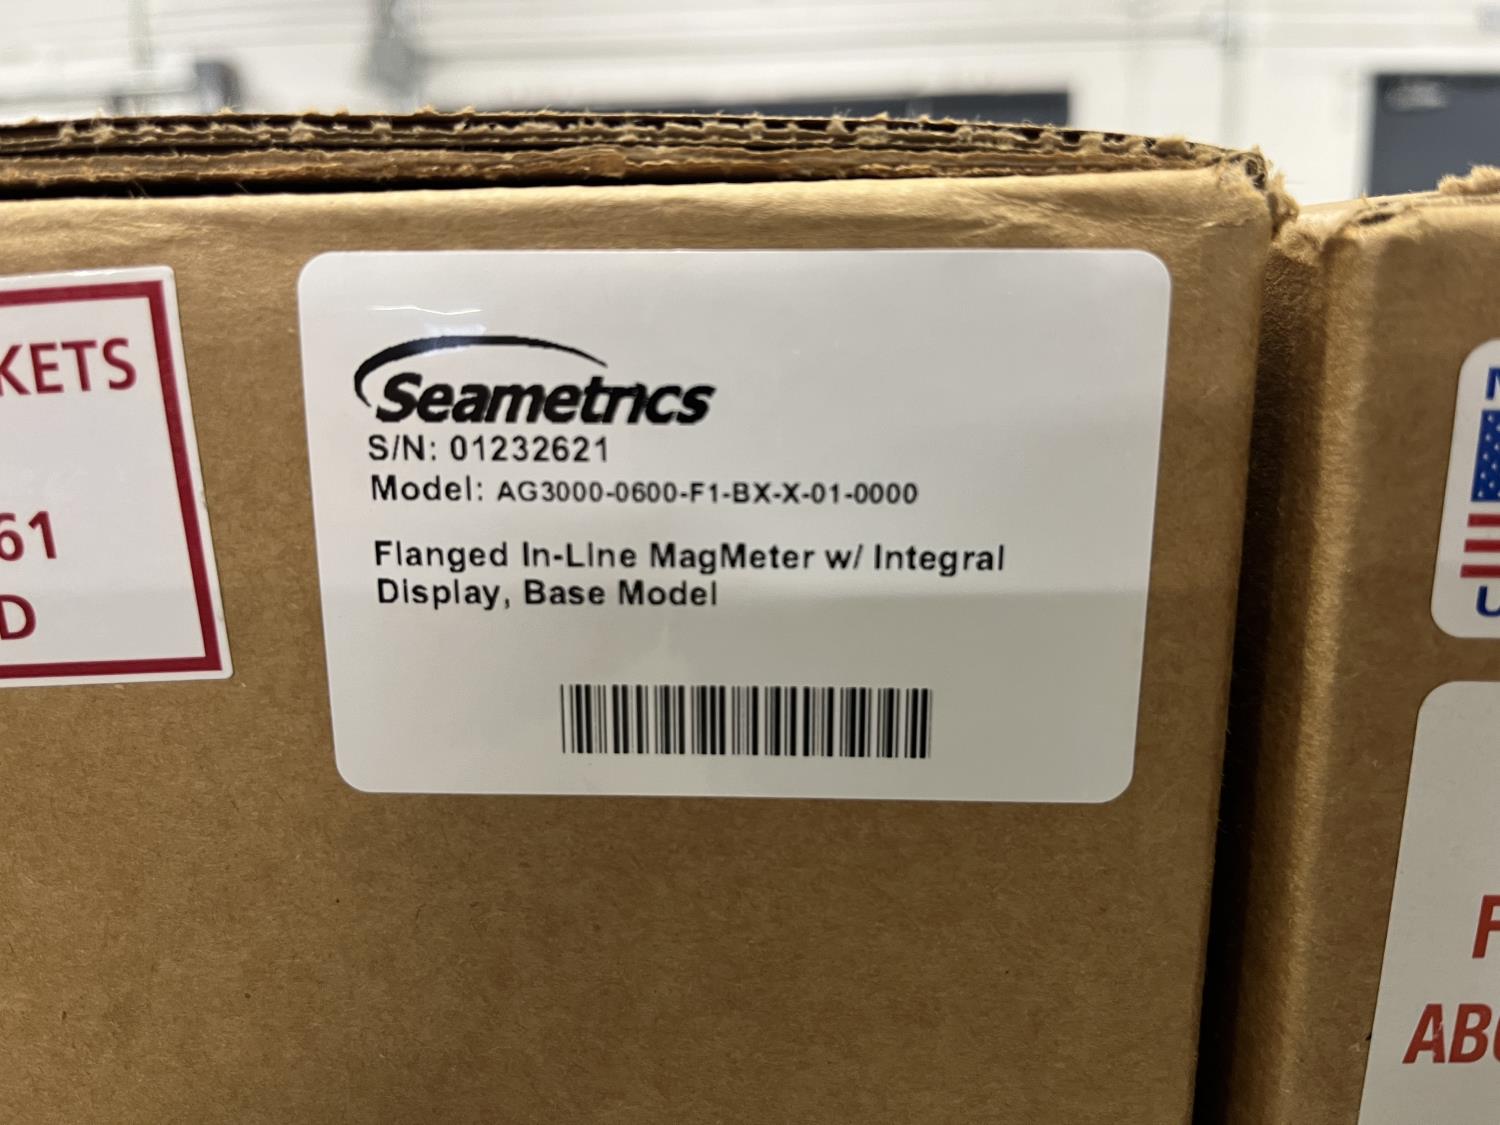 KETS
61
D
Seametrics
S/N: 01232621
Model: AG3000-0600-F1-BX-X-01-0000
Flanged In-LIne MagMeter w/ Integral
Display, Base Model
U
F
ABO